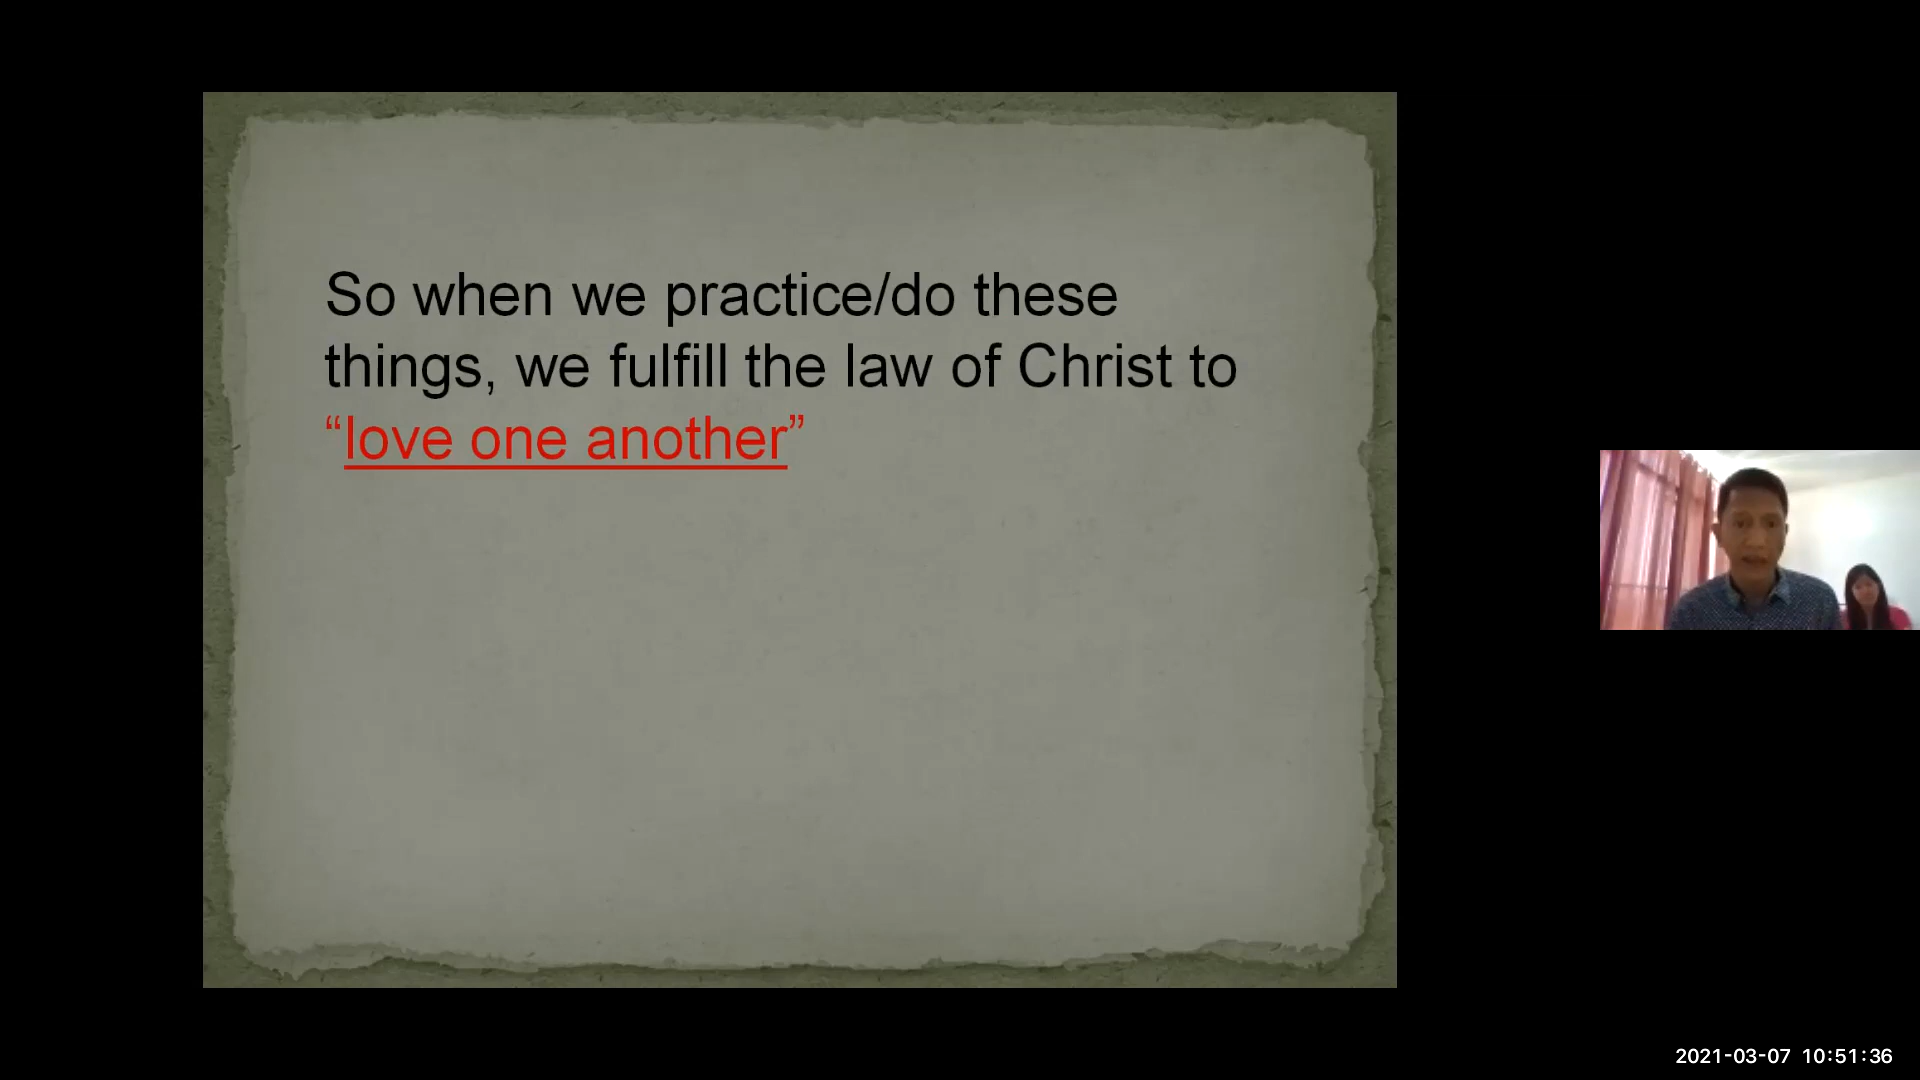 So when we practice/do these
things, we fulfill the law of Christ to
“love one another”
2021-03-07 10:51:36